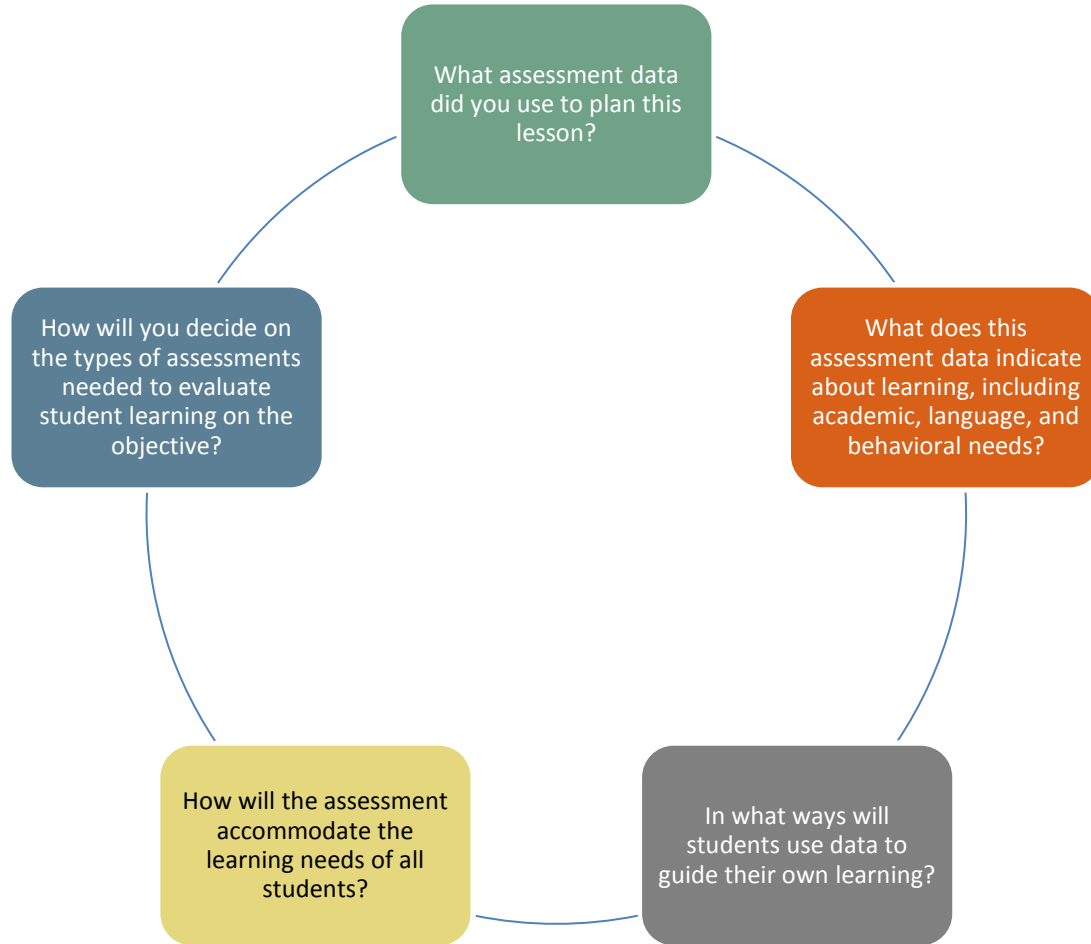 What assessment data
did you use to plan this
lesson?
What does this
assessment data indicate
about learning, including
academic, language, and
behavioral needs?
In what ways will
students use data to
guide their own learning?
How will the assessment
accommodate the
learning needs of all
students?
How will you decide on
the types of assessments
needed to evaluate
student learning on the
objective?